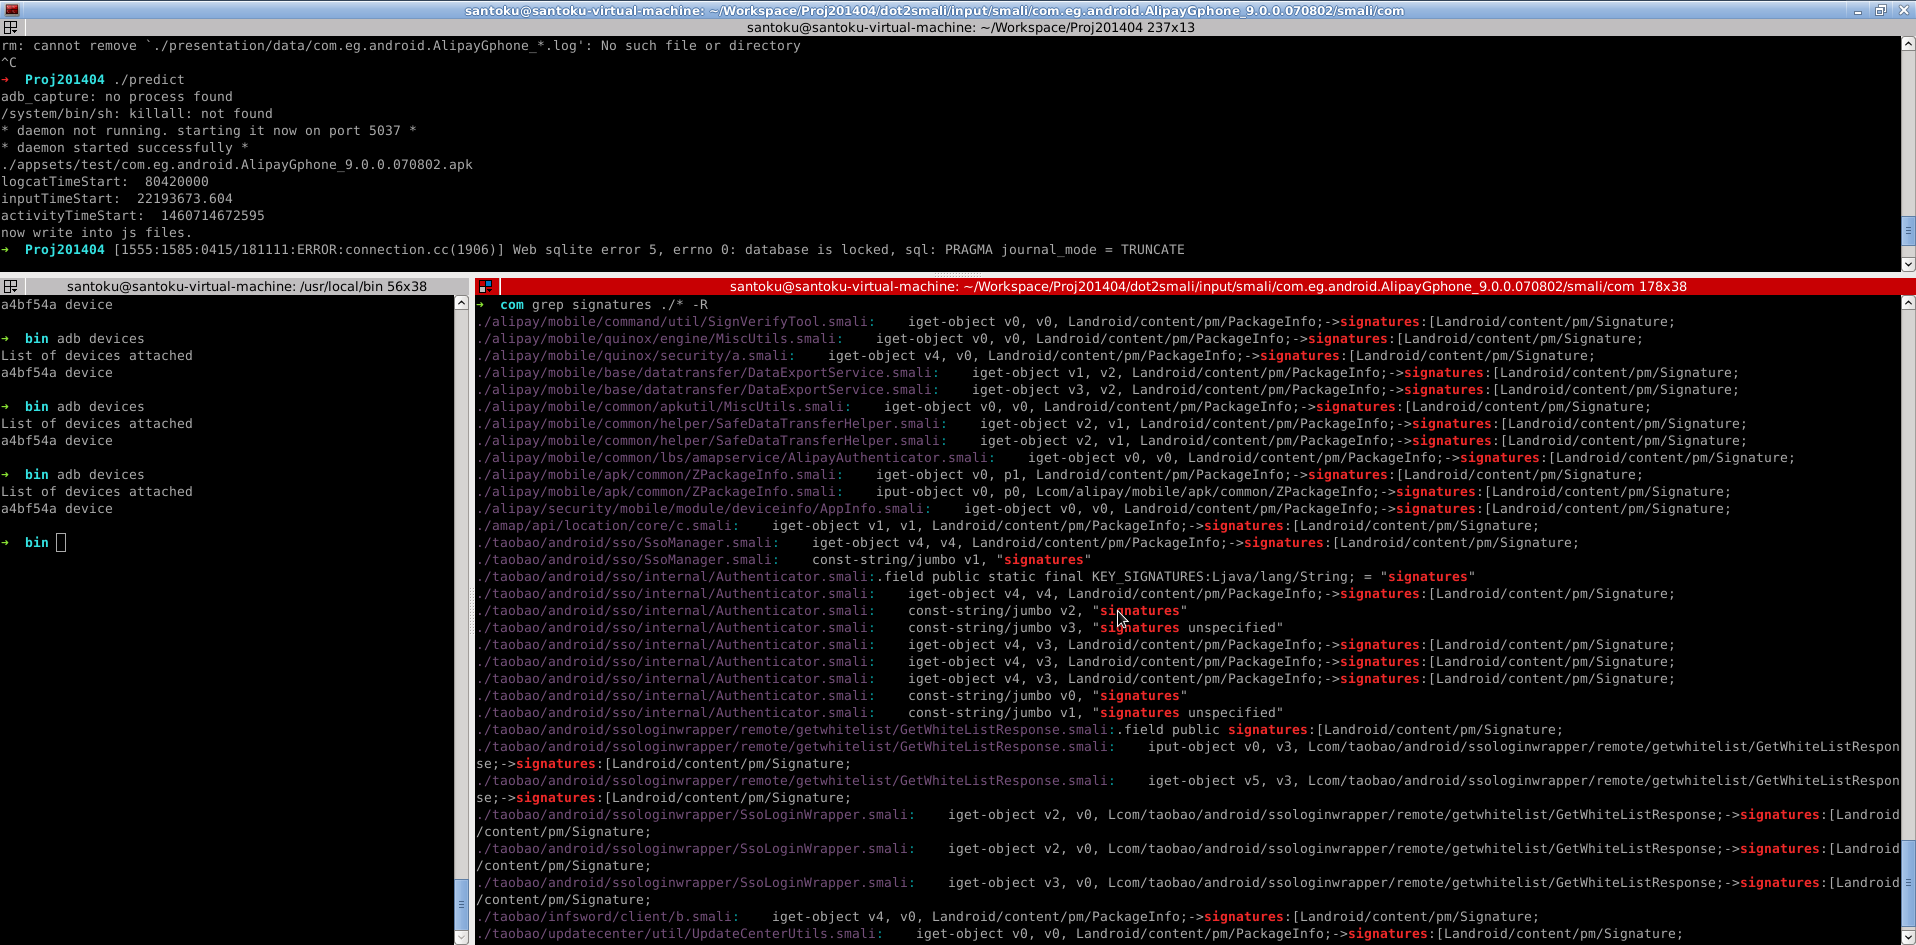 santoku@santoku-virtual-machine: ~/Workspace/Proj201404/dot2smali/input/smali/com.eg.android.AlipayGphone_9.0.0.070802/smali/com
santoku@santoku-virtual-machine: ~/Workspace/Proj201404 237x13
rm: cannot remove `./presentation/data/com.eg.android.AlipayGphone_*.log': No such file or directory
^C
➜  Proj201404 ./predict
adb_capture: no process found
/system/bin/sh: killall: not found
* daemon not running. starting it now on port 5037 *
* daemon started successfully *
./appsets/test/com.eg.android.AlipayGphone_9.0.0.070802.apk
logcatTimeStart:  80420000
inputTimeStart:  22193673.604
activityTimeStart:  1460714672595
now write into js files.
➜  Proj201404 [1555:1585:0415/181111:ERROR:connection.cc(1906)] Web sqlite error 5, errno 0: database is locked, sql: PRAGMA journal_mode = TRUNCATE
santoku@santoku-virtual-machine: /usr/local/bin 56x38
a4bf54a device
➜  bin adb devices
List of devices attached
a4bf54a device
➜  bin adb devices
List of devices attached
a4bf54a device
➜  bin adb devices
List of devices attached
a4bf54a device
➜  bin
santoku@santoku-virtual-machine: ~/Workspace/Proj201404/dot2smali/input/smali/com.eg.android.AlipayGphone_9.0.0.070802/smali/com 178x38
➜  com grep signatures ./* -R
./alipay/mobile/command/util/SignVerifyTool.smali:    iget-object v0, v0, Landroid/content/pm/PackageInfo;->signatures:[Landroid/content/pm/Signature;
./alipay/mobile/quinox/engine/MiscUtils.smali:    iget-object v0, v0, Landroid/content/pm/PackageInfo;->signatures:[Landroid/content/pm/Signature;
./alipay/mobile/quinox/security/a.smali:    iget-object v4, v0, Landroid/content/pm/PackageInfo;->signatures:[Landroid/content/pm/Signature;
./alipay/mobile/base/datatransfer/DataExportService.smali:    iget-object v1, v2, Landroid/content/pm/PackageInfo;->signatures:[Landroid/content/pm/Signature;
./alipay/mobile/base/datatransfer/DataExportService.smali:    iget-object v3, v2, Landroid/content/pm/PackageInfo;->signatures:[Landroid/content/pm/Signature;
./alipay/mobile/common/apkutil/MiscUtils.smali:    iget-object v0, v0, Landroid/content/pm/PackageInfo;->signatures:[Landroid/content/pm/Signature;
./alipay/mobile/common/helper/SafeDataTransferHelper.smali:    iget-object v2, v1, Landroid/content/pm/PackageInfo;->signatures:[Landroid/content/pm/Signature;
./alipay/mobile/common/helper/SafeDataTransferHelper.smali:    iget-object v2, v1, Landroid/content/pm/PackageInfo;->signatures:[Landroid/content/pm/Signature;
./alipay/mobile/common/lbs/amapservice/AlipayAuthenticator.smali:    iget-object v0, v0, Landroid/content/pm/PackageInfo;->signatures:[Landroid/content/pm/Signature;
./alipay/mobile/apk/common/ZPackageInfo.smali:    iget-object v0, p1, Landroid/content/pm/PackageInfo;->signatures:[Landroid/content/pm/Signature;
./alipay/mobile/apk/common/ZPackageInfo.smali:    iput-object v0, p0, Lcom/alipay/mobile/apk/common/ZPackageInfo;->signatures:[Landroid/content/pm/Signature;
./alipay/security/mobile/module/deviceinfo/AppInfo.smali:    iget-object v0, v0, Landroid/content/pm/PackageInfo;->signatures:[Landroid/content/pm/Signature;
./amap/api/location/core/c.smali:    iget-object v1, v1, Landroid/content/pm/PackageInfo;->signatures:[Landroid/content/pm/Signature;
./taobao/android/sso/SsoManager.smali:    iget-object v4, v4, Landroid/content/pm/PackageInfo;->signatures:[Landroid/content/pm/Signature;
./taobao/android/sso/SsoManager.smali:    const-string/jumbo v1, "signatures"
./taobao/android/sso/internal/Authenticator.smali:.field public static final KEY_SIGNATURES:Ljava/lang/String; = "signatures"
./taobao/android/sso/internal/Authenticator.smali:    iget-object v4, v4, Landroid/content/pm/PackageInfo;->signatures:[Landroid/content/pm/Signature;
./taobao/android/sso/internal/Authenticator.smali:    const-string/jumbo v2, "signatures"
./taobao/android/sso/internal/Authenticator.smali:    const-string/jumbo v3, "signatures unspecified"
./taobao/android/sso/internal/Authenticator.smali:    iget-object v4, v3, Landroid/content/pm/PackageInfo;->signatures:[Landroid/content/pm/Signature;
./taobao/android/sso/internal/Authenticator.smali:    iget-object v4, v3, Landroid/content/pm/PackageInfo;->signatures:[Landroid/content/pm/Signature;
./taobao/android/sso/internal/Authenticator.smali:    iget-object v4, v3, Landroid/content/pm/PackageInfo;->signatures:[Landroid/content/pm/Signature;
./taobao/android/sso/internal/Authenticator.smali:    const-string/jumbo v0, "signatures"
./taobao/android/sso/internal/Authenticator.smali:    const-string/jumbo v1, "signatures unspecified"
./taobao/android/ssologinwrapper/remote/getwhitelist/GetWhiteListResponse.smali:.field public signatures:[Landroid/content/pm/Signature;
./taobao/android/ssologinwrapper/remote/getwhitelist/GetWhiteListResponse.smali:    iput-object v0, v3, Lcom/taobao/android/ssologinwrapper/remote/getwhitelist/GetWhiteListRespon
se;->signatures:[Landroid/content/pm/Signature;
./taobao/android/ssologinwrapper/remote/getwhitelist/GetWhiteListResponse.smali:    iget-object v5, v3, Lcom/taobao/android/ssologinwrapper/remote/getwhitelist/GetWhiteListRespon
se;->signatures:[Landroid/content/pm/Signature;
./taobao/android/ssologinwrapper/SsoLoginWrapper.smali:    iget-object v2, v0, Lcom/taobao/android/ssologinwrapper/remote/getwhitelist/GetWhiteListResponse;->signatures:[Landroid
/content/pm/Signature;
./taobao/android/ssologinwrapper/SsoLoginWrapper.smali:    iget-object v2, v0, Lcom/taobao/android/ssologinwrapper/remote/getwhitelist/GetWhiteListResponse;->signatures:[Landroid
/content/pm/Signature;
./taobao/android/ssologinwrapper/SsoLoginWrapper.smali:    iget-object v3, v0, Lcom/taobao/android/ssologinwrapper/remote/getwhitelist/GetWhiteListResponse;->signatures:[Landroid
/content/pm/Signature;
./taobao/infsword/client/b.smali:    iget-object v4, v0, Landroid/content/pm/PackageInfo;->signatures:[Landroid/content/pm/Signature;
./taobao/updatecenter/util/UpdateCenterUtils.smali:    iget-object v0, v0, Landroid/content/pm/PackageInfo;->signatures:[Landroid/content/pm/Signature;